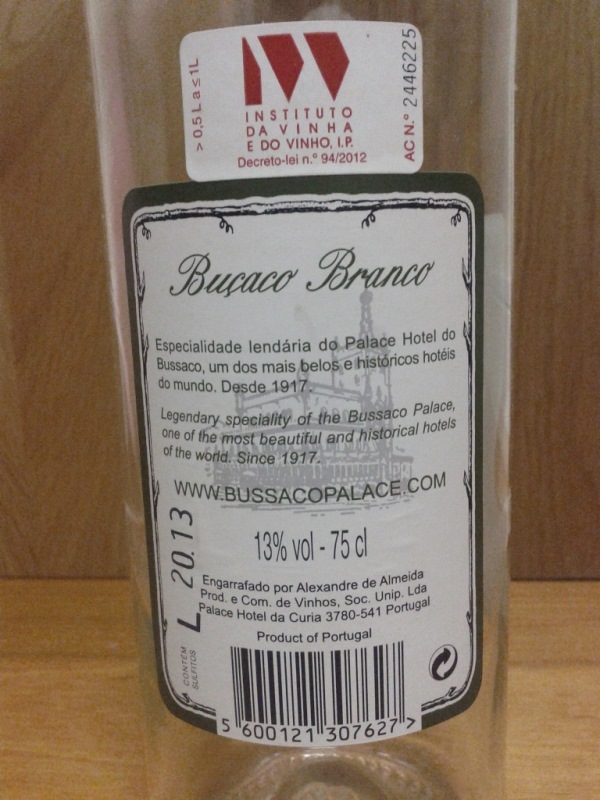 > 0,5 L a ≤ 1L
INSTITUTO
DA VINHA
E DO VINHO, I.P.
Decreto-lei n.º 94/2012
AC N.º 2446225
Buçaco Branco
Especialidade lendária do Palace Hotel do
Bussaco, um dos mais belos e históricos hotéis
do mundo. Desde 1917.
Legendary speciality of the Bussaco Palace,
one of the most beautiful and historical hotels
of the world. Since 1917.
WWW.BUSSACOPALACE.COM
13% vol - 75 cl
L 20.13
Engarrafado por Alexandre de Almeida
Prod. e Com. de Vinhos, Soc. Unip. Lda
Palace Hotel da Curia 3780-541 Portugal
Product of Portugal
CONTÉM
SULFITOS
5 600121 307627 >